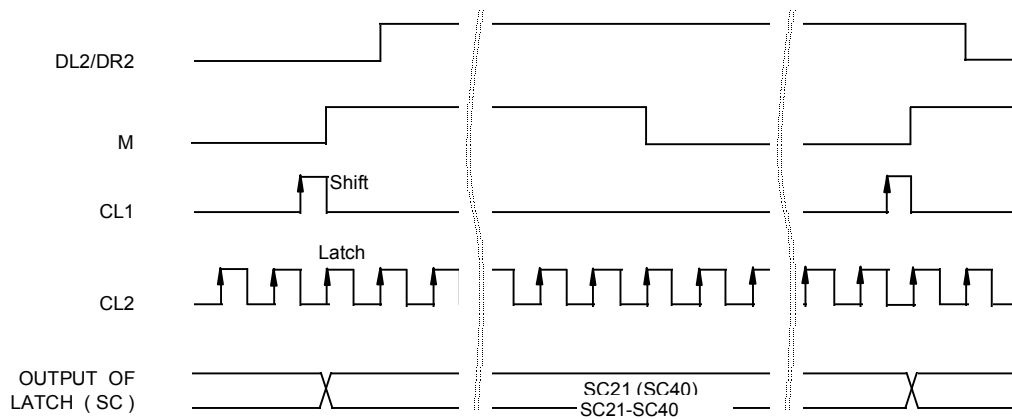 DL2/DR2
M
Shift
CL1
Latch
CL2
OUTPUT OF
LATCH ( SC )
SC21 (SC40)
SC21-SC40